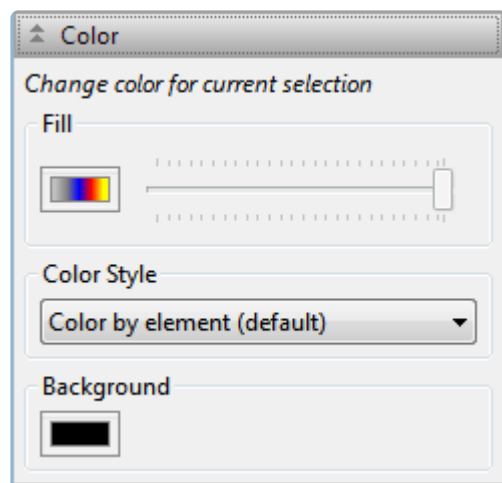 Color
Change color for current selection
Fill
Color Style
Color by element (default)
Background